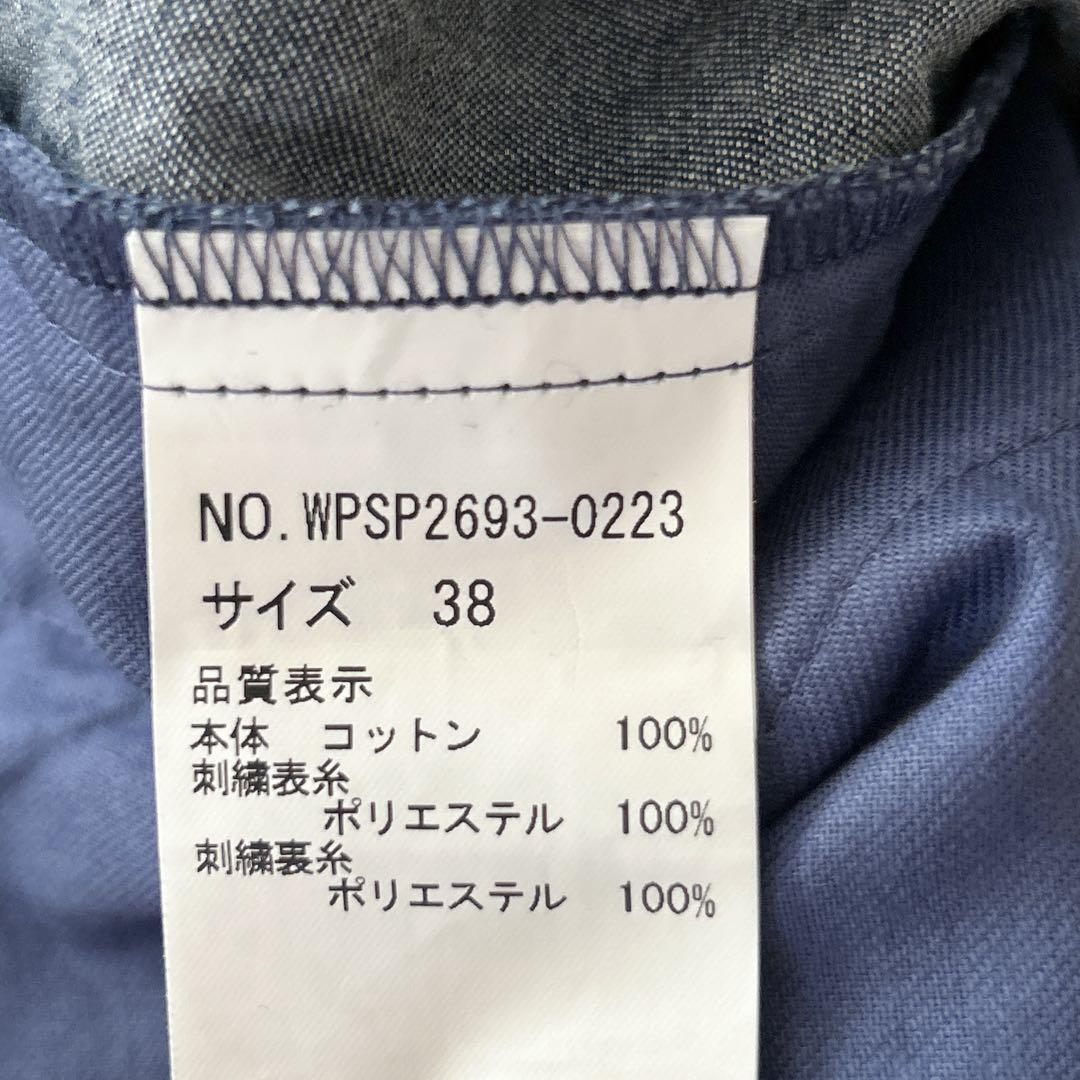 NO.WPSP2693-0223
サイズ 38
品質表示
本体 コットン 100%
刺繍表糸
ポリエステル 100%
刺繍裏糸
ポリエステル 100%